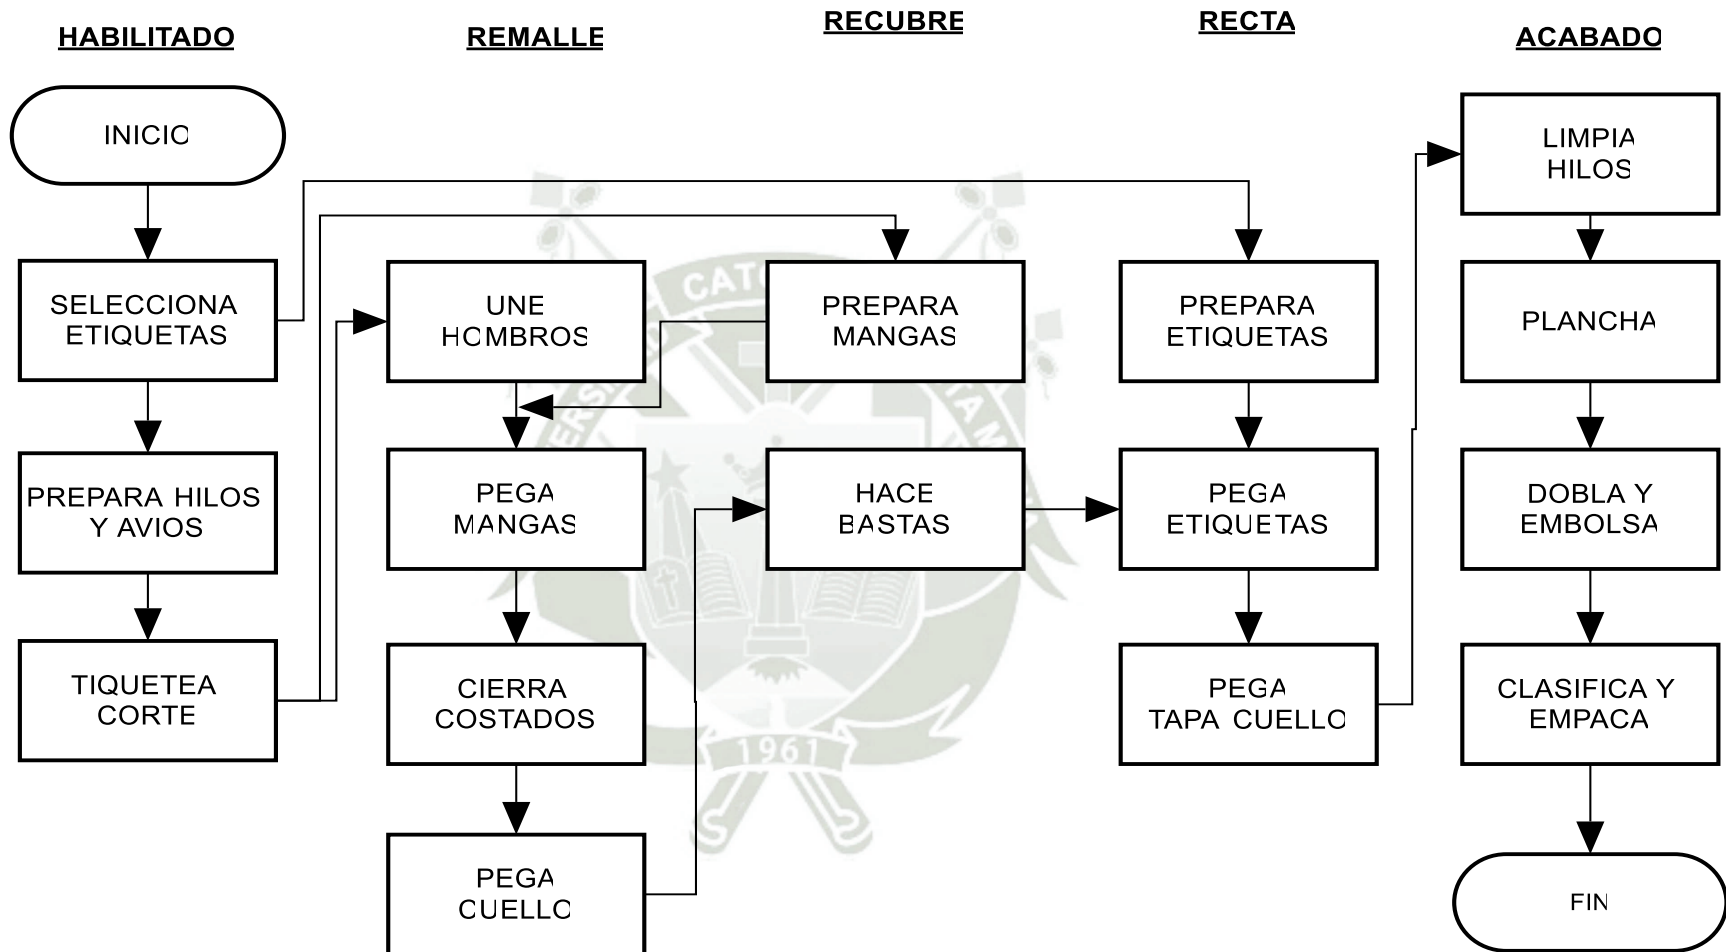 HABILITADO
REMALLE
RECUBRE
RECTA
ACABADO
INICIO
SELECCIONA
ETIQUETAS
PREPARA HILOS
Y AVIOS
TIQUETEA
CORTE
UNE
HOMBROS
PEGA
MANGAS
CIERRA
COSTADOS
PEGA
CUELLO
PREPARA
MANGAS
HACE
BASTAS
PREPARA
ETIQUETAS
PEGA
ETIQUETAS
PEGA
TAPA CUELLO
LIMPIA
HILOS
PLANCHA
DOBLA Y
EMBOLSA
CLASIFICA Y
EMPACA
FIN
1961